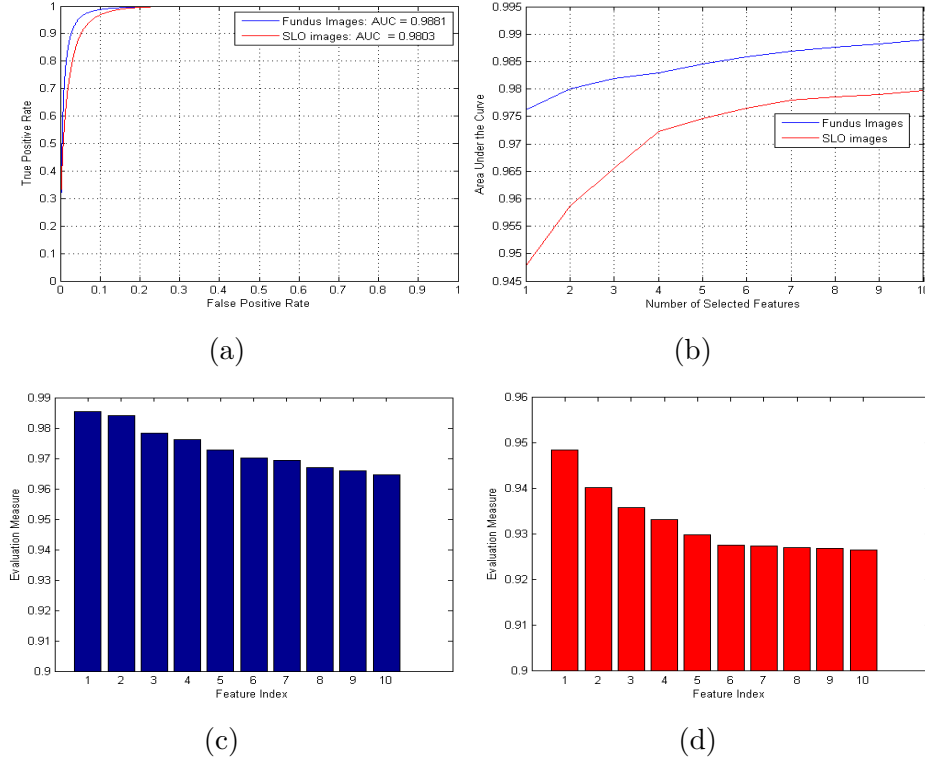 Fundus Images: AUC = 0.9881
SLO images: AUC = 0.9803
True Positive Rate
1
0.9
0.8
0.7
0.6
0.5
0.4
0.3
0.2
0.1
0
0 0.1 0.2 0.3 0.4 0.5 0.6 0.7 0.8 0.9 1
False Positive Rate
(a)
Area Under the Curve
0.995
0.99
0.985
0.98
0.975
0.97
0.965
0.96
0.955
0.95
0.945
Fundus Images
SLO images
1 2 3 4 5 6 7 8 9 10
Number of Selected Features
(b)
Evaluation Measure
0.99
0.98
0.97
0.96
0.95
0.94
0.93
0.92
0.91
0.9
1 2 3 4 5 6 7 8 9 10
Feature Index
(c)
Evaluation Measure
0.96
0.95
0.94
0.93
0.92
0.91
0.9
1 2 3 4 5 6 7 8 9 10
Feature Index
(d)